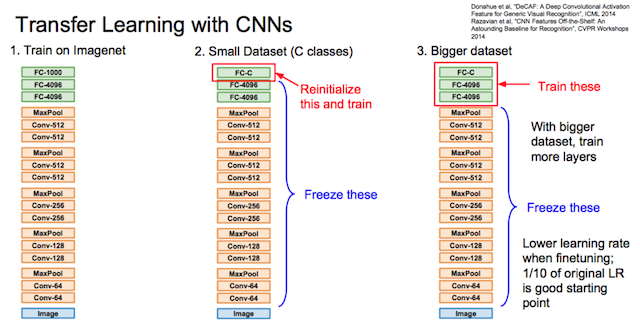 Transfer Learning with CNNs
Donahue et al, "DeCAF: A Deep Convolutional Activation
Feature for Generic Visual Recognition", ICML 2014
Razavian et al, "CNN Features Off-the-Shelf: An
Astounding Baseline for Recognition", CVPR Workshops
2014
1. Train on Imagenet
FC-1000
FC-4096
FC-4096
MaxPool
Conv-512
Conv-512
MaxPool
Conv-512
Conv-512
MaxPool
Conv-256
Conv-256
MaxPool
Conv-128
Conv-128
MaxPool
Conv-64
Conv-64
Image
2. Small Dataset (C classes)
FC-C
FC-4096
FC-4096
MaxPool
Conv-512
Conv-512
MaxPool
Conv-512
Conv-512
MaxPool
Conv-256
Conv-256
MaxPool
Conv-128
Conv-128
MaxPool
Conv-64
Conv-64
Image
Reinitialize
this and train
Freeze these
3. Bigger dataset
FC-C
FC-4096
FC-4096
MaxPool
Conv-512
Conv-512
MaxPool
Conv-512
Conv-512
MaxPool
Conv-256
Conv-256
MaxPool
Conv-128
Conv-128
MaxPool
Conv-64
Conv-64
Image
Train these
With bigger
dataset, train
more layers
Freeze these
Lower learning rate
when finetuning;
1/10 of original LR
is good starting
point